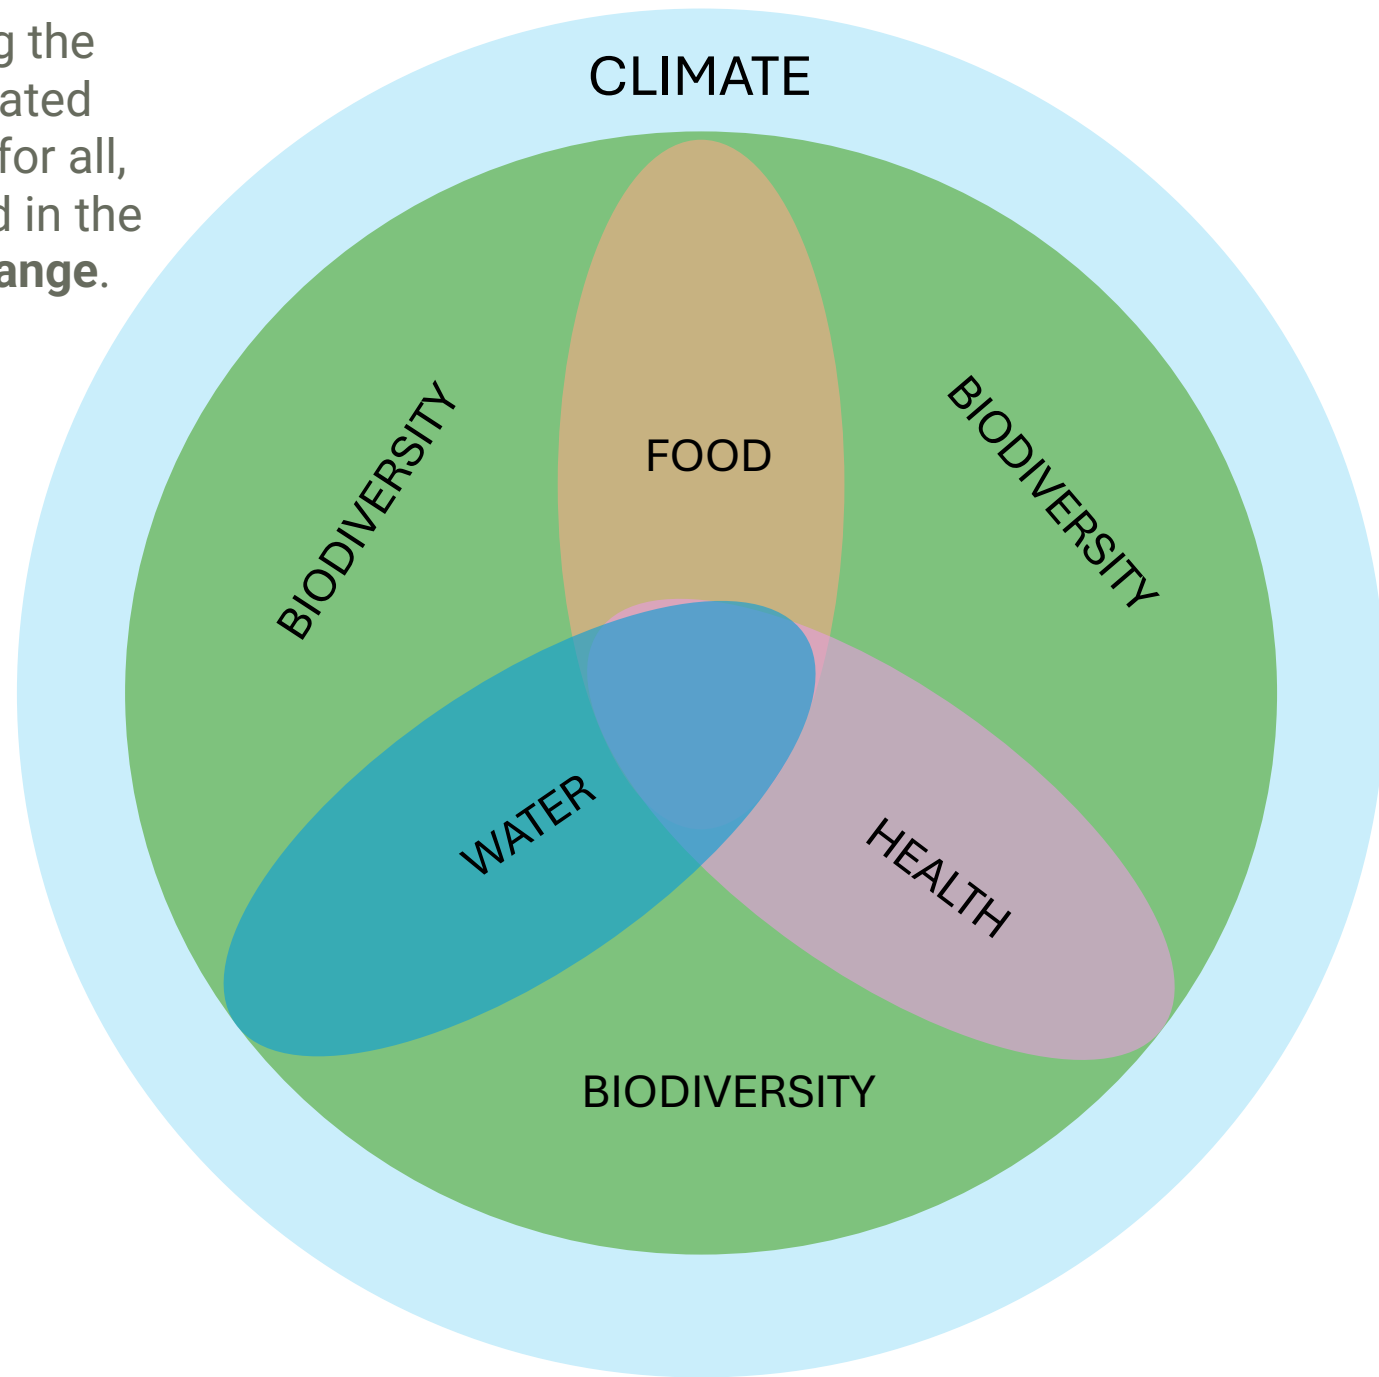 g the
ated
for all,
d in the
ange.
CLIMATE
BIODIVERSITY
BIODIVERSITY
FOOD
WATER
HEALTH
BIODIVERSITY